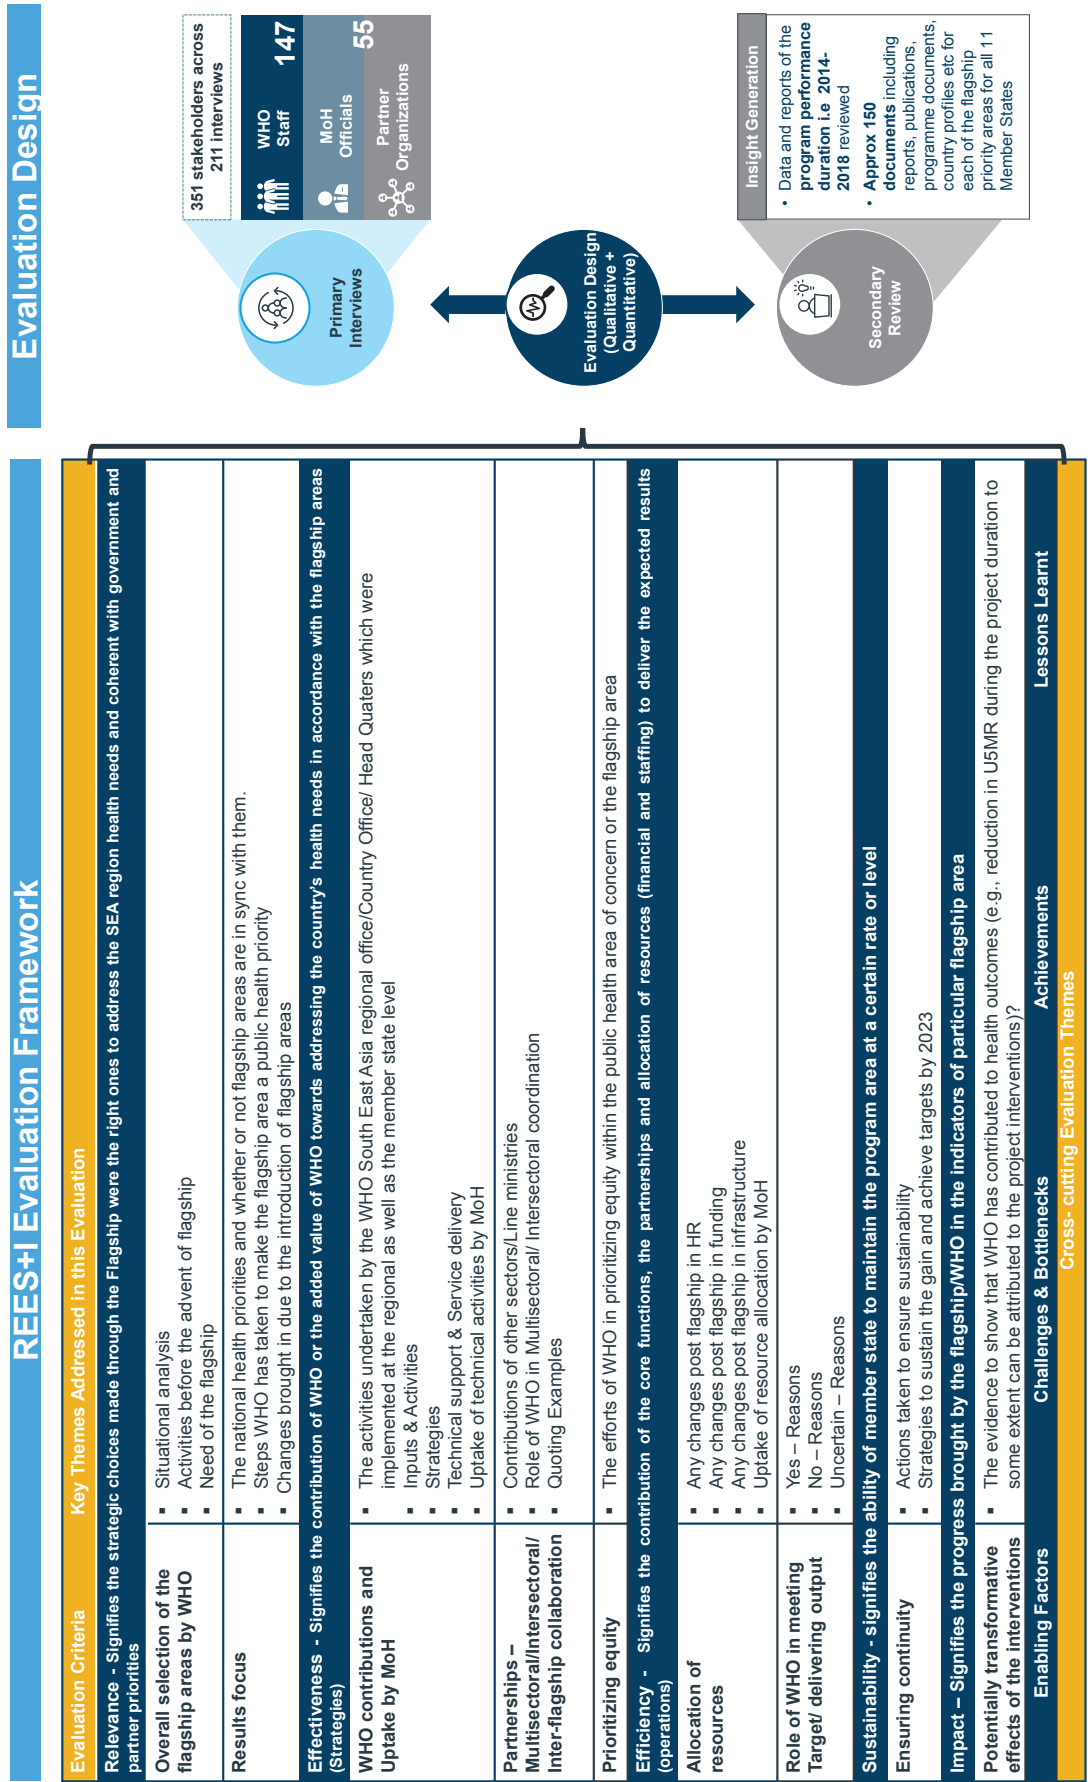 REES+I Evaluation Framework
Evaluation Criteria
Key Themes Addressed in this Evaluation
Relevance - Signifies the strategic choices made through the Flagship were the right ones to address the SEA region health needs and coherent with government and
partner priorities
Overall selection of the
flagship areas by WHO
▪ Situational analysis
▪ Activities before the advent of flagship
▪ Need of the flagship
Results focus
▪ The national health priorities and whether or not flagship areas are in sync with them.
▪ Steps WHO has taken to make the flagship area a public health priority
▪ Changes brought in due to the introduction of flagship areas
Effectiveness - Signifies the contribution of WHO or the added value of WHO towards addressing the country's health needs in accordance with the flagship areas
(Strategies)
WHO contributions and
Uptake by MoH
▪ The activities undertaken by the WHO South East Asia regional office/Country Office/ Head Quaters which were
implemented at the regional as well as the member state level
▪ Inputs & Activities
▪ Strategies
▪ Technical support & Service delivery
▪ Uptake of technical activities by MoH
Partnerships –
Multisectoral/Intersectoral/
Inter-flagship collaboration
▪ Contributions of other sectors/Line ministries
▪ Role of WHO in Multisectoral/ Intersectoral coordination
▪ Quoting Examples
Prioritizing equity
▪ The efforts of WHO in prioritizing equity within the public health area of concern or the flagship area
Efficiency - Signifies the contribution of the core functions, the partnerships and allocation of resources (financial and staffing) to deliver the expected results
(operations)
Allocation of
resources
▪ Any changes post flagship in HR
▪ Any changes post flagship in funding
▪ Any changes post flagship in infrastructure
▪ Uptake of resource allocation by MoH
Role of WHO in meeting
Target/ delivering output
▪ Yes – Reasons
▪ No – Reasons
▪ Uncertain – Reasons
Sustainability - signifies the ability of member state to maintain the program area at a certain rate or level
Ensuring continuity
▪ Actions taken to ensure sustainability
▪ Strategies to sustain the gain and achieve targets by 2023
Impact – Signifies the progress brought by the flagship/WHO in the indicators of particular flagship area
Potentially transformative
effects of the interventions
▪ The evidence to show that WHO has contributed to health outcomes (e.g., reduction in U5MR during the project duration to
some extent can be attributed to the project interventions)?
Enabling Factors
Challenges & Bottlenecks
Achievements
Lessons Learnt
Cross- cutting Evaluation Themes
Evaluation Design
Primary
Interviews
351 stakeholders across
211 interviews
WHO
Staff
147
MoH
Officials
55
Partner
Organizations
Evaluation Design
(Qualitative +
Quantitative)
Secondary
Review
Insight Generation
• Data and reports of the
program performance
duration i.e 2014-
2018 reviewed
• Approx 150
documents including
reports, publications,
programme documents,
country profiles etc for
each of the flagship
priority areas for all 11
Member States